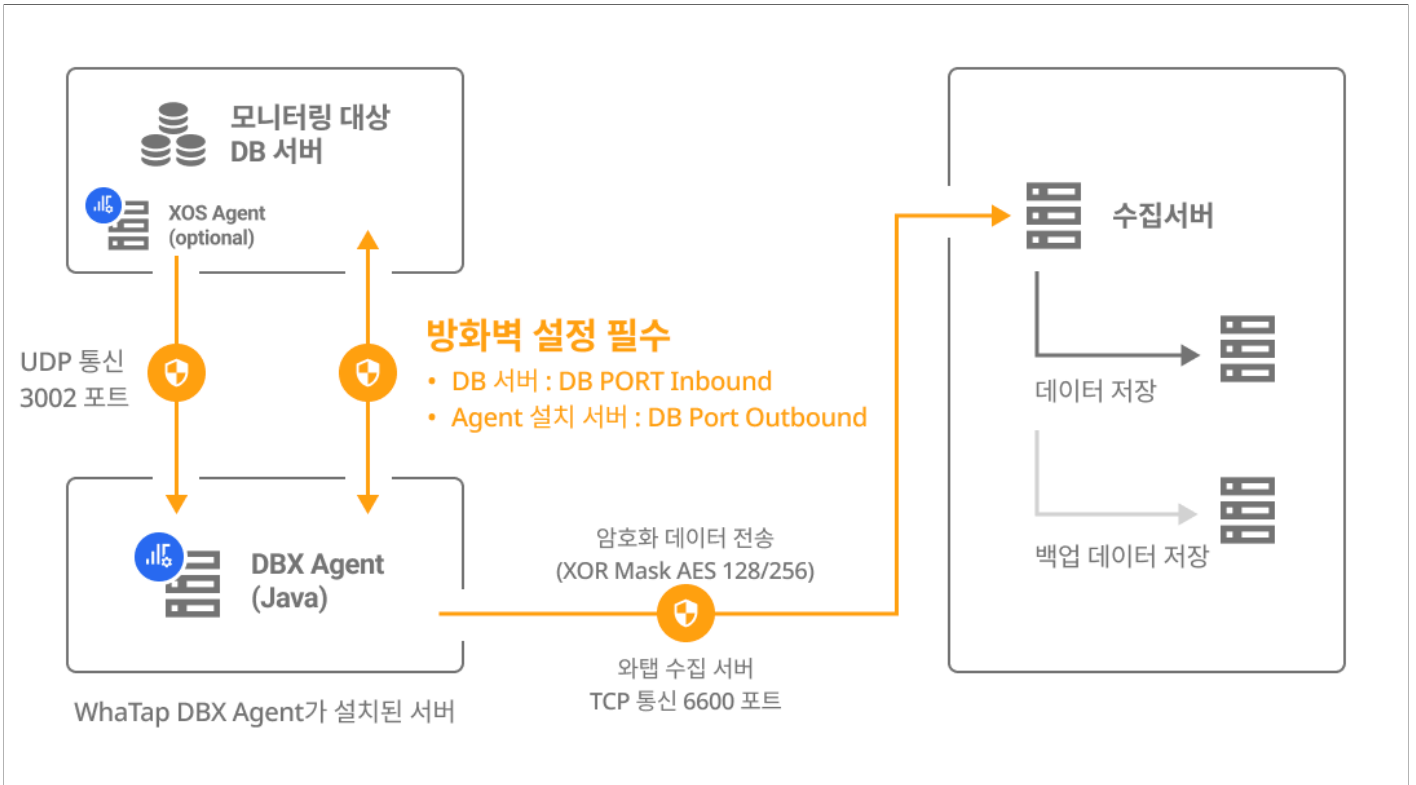 모니터링 대상
DB 서버
XOS Agent
(optional)
UDP 통신
3002 포트
방화벽 설정 필수
• DB 서버 : DB PORT Inbound
• Agent 설치 서버 : DB Port Outbound
DBX Agent
(Java)
WhaTap DBX Agent가 설치된 서버
암호화 데이터 전송
(XOR Mask AES 128/256)
와탭 수집 서버
TCP 통신 6600 포트
수집서버
데이터 저장
백업 데이터 저장